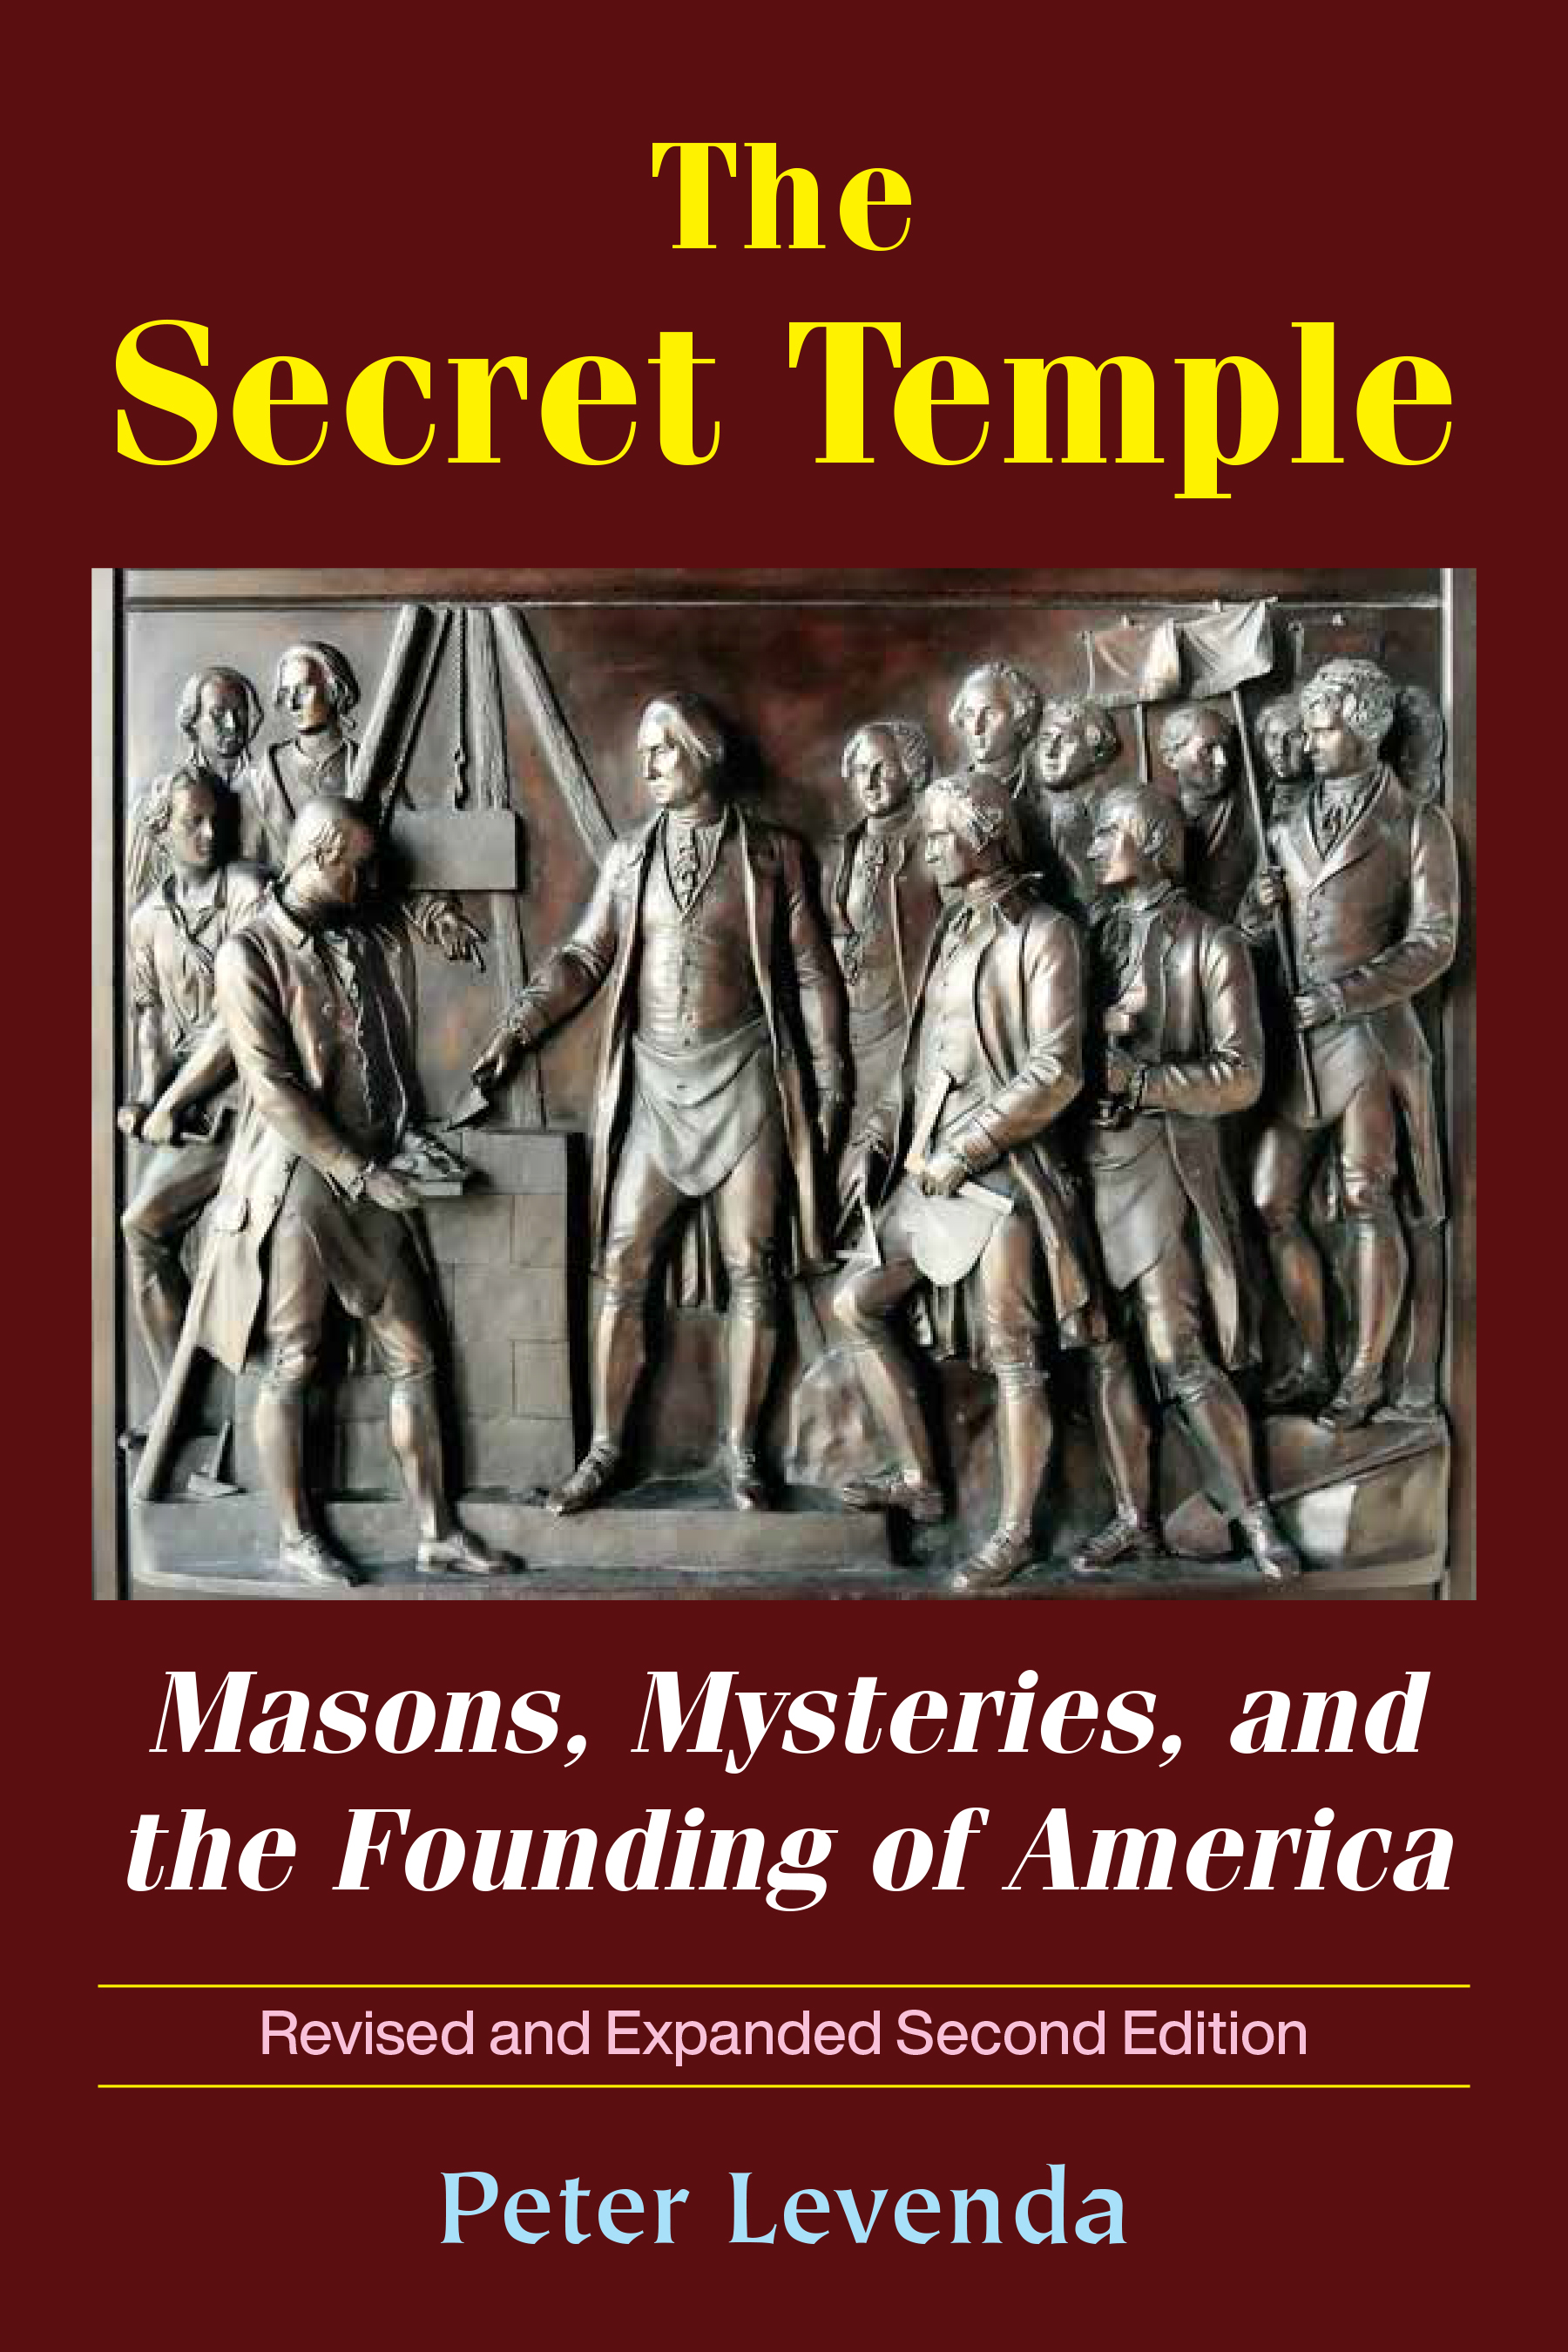 The
Secret Temple
Masons, Mysteries, and
the Founding of America
Revised and Expanded Second Edition
Peter Levenda